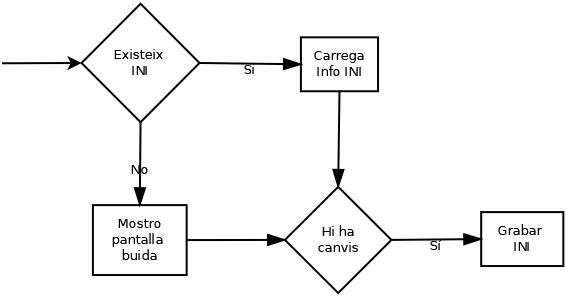 Existeix
INI
Sí
Carrega
Info INI
No
Mostro
pantalla
buida
Hi ha
canvis
Sí
Grabar
INI